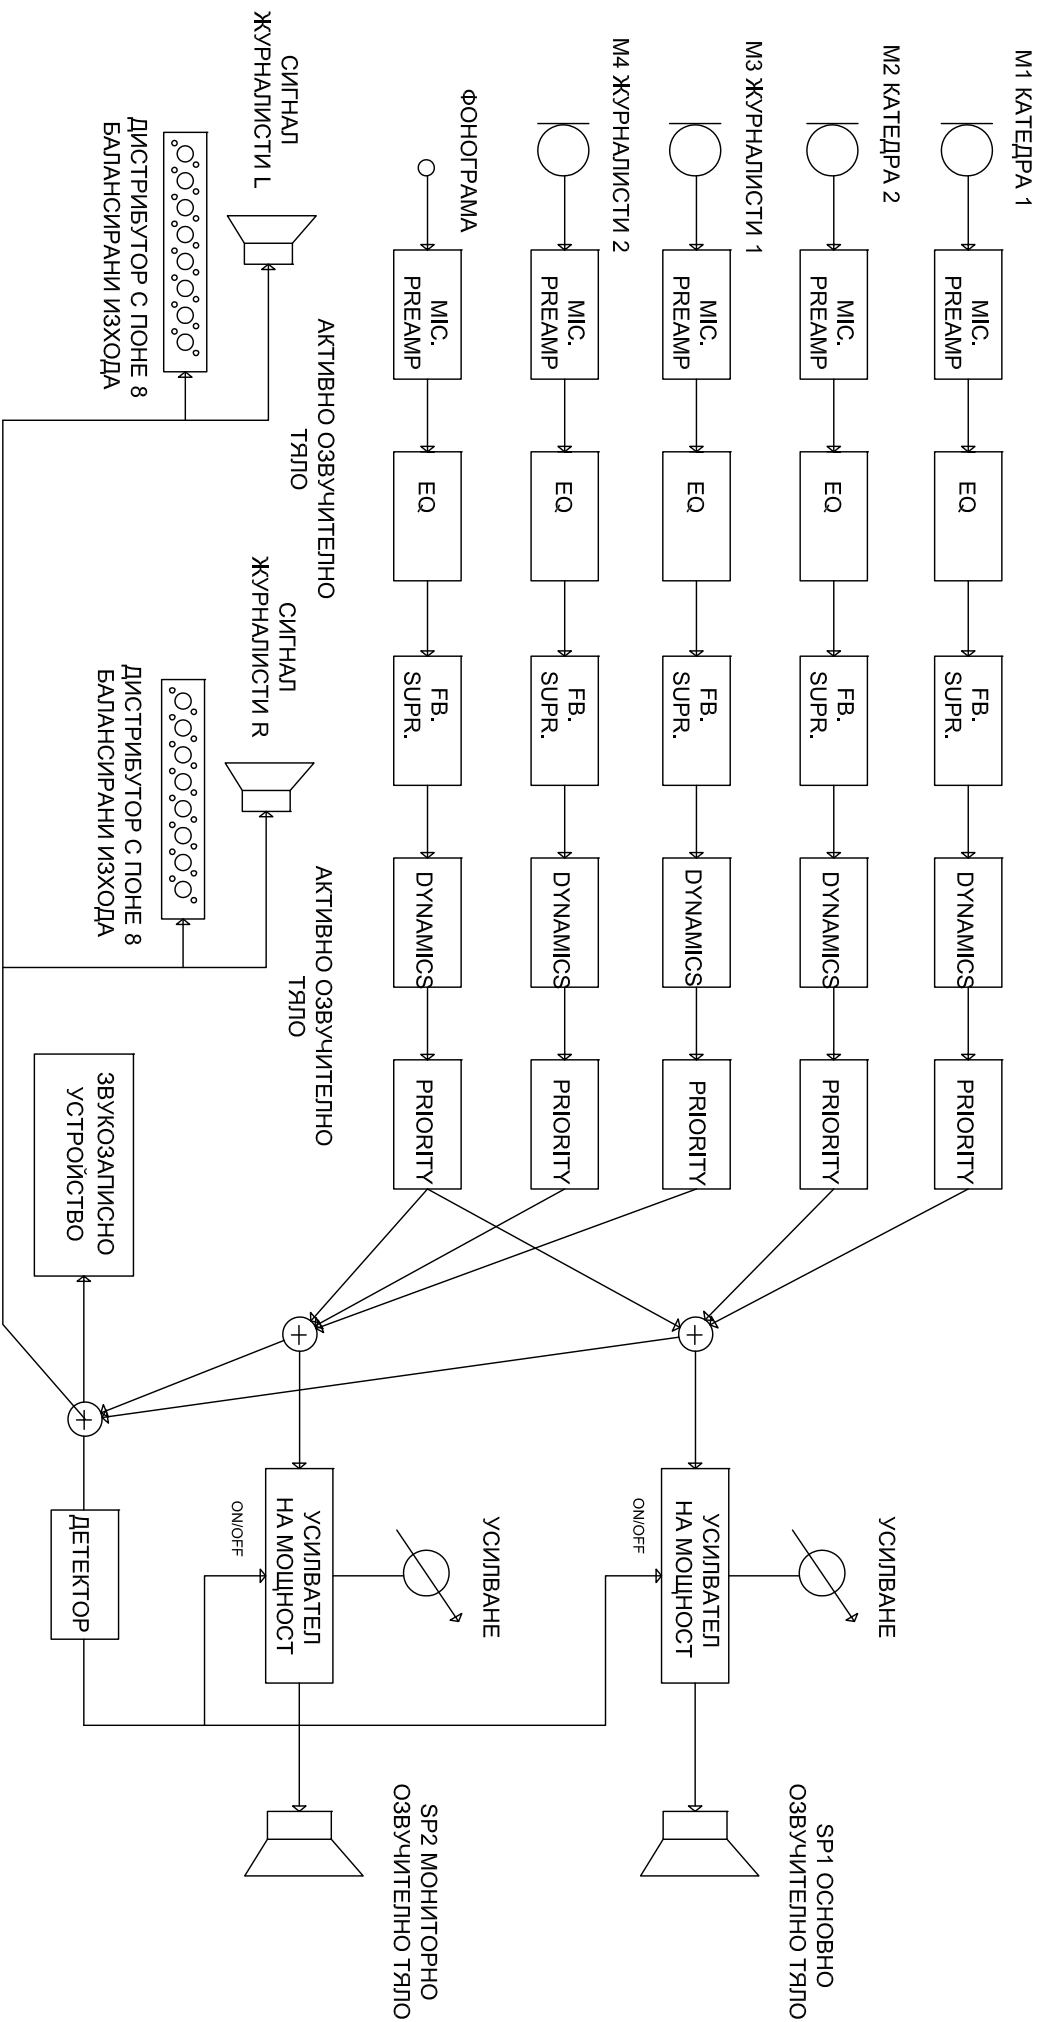 М1 КАТЕДРА 1
MIC.
PREAMP
EQ
FB.
SUPR.
DYNAMICS
PRIORITY
М2 КАТЕДРА 2
MIC.
PREAMP
EQ
FB.
SUPR.
DYNAMICS
PRIORITY
УСИЛВАНЕ
SP1 ОСНОВНО
ОЗВУЧИТЕЛНО ТЯЛО
М3 ЖУРНАЛИСТИ 1
MIC.
PREAMP
EQ
FB.
SUPR.
DYNAMICS
PRIORITY
УСИЛВАТЕЛ
НА МОЩНОСТ
ON/OFF
М4 ЖУРНАЛИСТИ 2
MIC.
PREAMP
EQ
FB.
SUPR.
DYNAMICS
PRIORITY
УСИЛВАНЕ
ФОНОГРАМА
MIC.
PREAMP
EQ
FB.
SUPR.
DYNAMICS
PRIORITY
SP2 МОНИТОРНО
ОЗВУЧИТЕЛНО ТЯЛО
АКТИВНО ОЗВУЧИТЕЛНО
ТЯЛО
АКТИВНО ОЗВУЧИТЕЛНО
ТЯЛО
УСИЛВАТЕЛ
НА МОЩНОСТ
ON/OFF
СИГНАЛ
ЖУРНАЛИСТИ L
СИГНАЛ
ЖУРНАЛИСТИ R
ДИСТРИБУТОР С ПОНЕ 8
БАЛАНСИРАНИ ИЗХОДА
ДИСТРИБУТОР С ПОНЕ 8
БАЛАНСИРАНИ ИЗХОДА
ЗВУКОЗАПИСНО
УСТРОЙСТВО
ДЕТЕКТОР